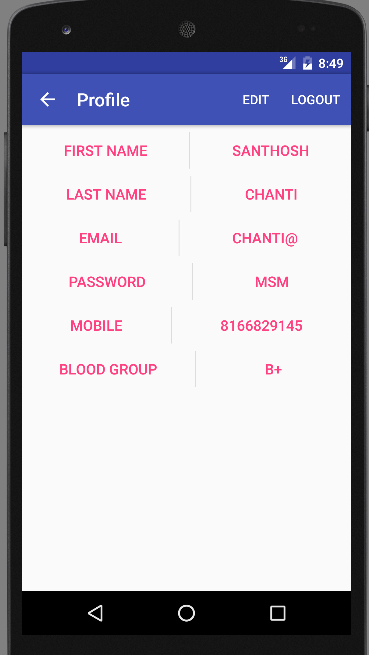 3G 8:49
Profile EDIT LOGOUT
FIRST NAME SANTHOSH
LAST NAME CHANTI
EMAIL CHANTI@
PASSWORD MSM
MOBILE 8166829145
BLOOD GROUP B+